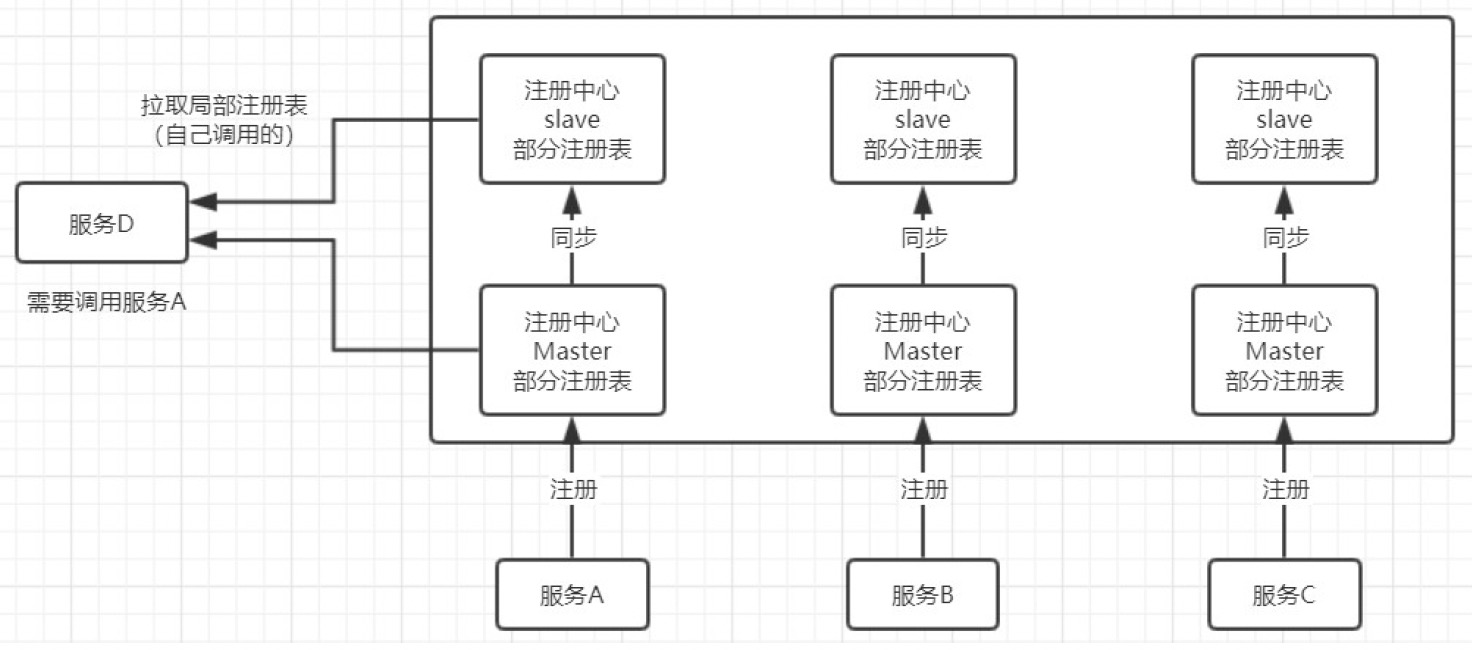 拉取局部注册表
（自己调用的）
服务D
需要调用服务A
注册中心
slave
部分注册表
注册中心
slave
部分注册表
注册中心
slave
部分注册表
同步
同步
同步
注册中心
Master
部分注册表
注册中心
Master
部分注册表
注册中心
Master
部分注册表
注册
注册
注册
服务A
服务B
服务C